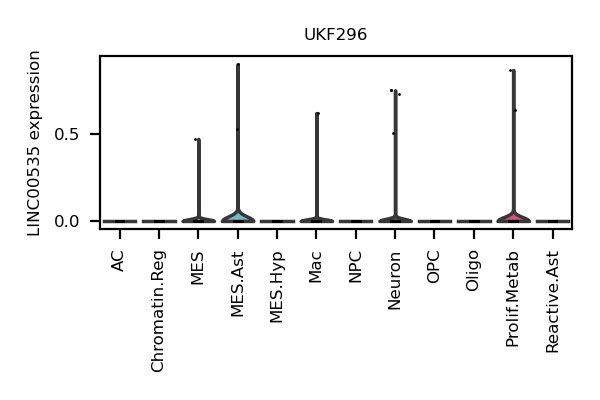 UKF296
LINC00535 expression
0.5
0.0
AC
Chromatin.Reg
MES
MES.Ast
MES.Hyp
Mac
NPC
Neuron
OPC
Oligo
Prolif.Metab
Reactive.Ast